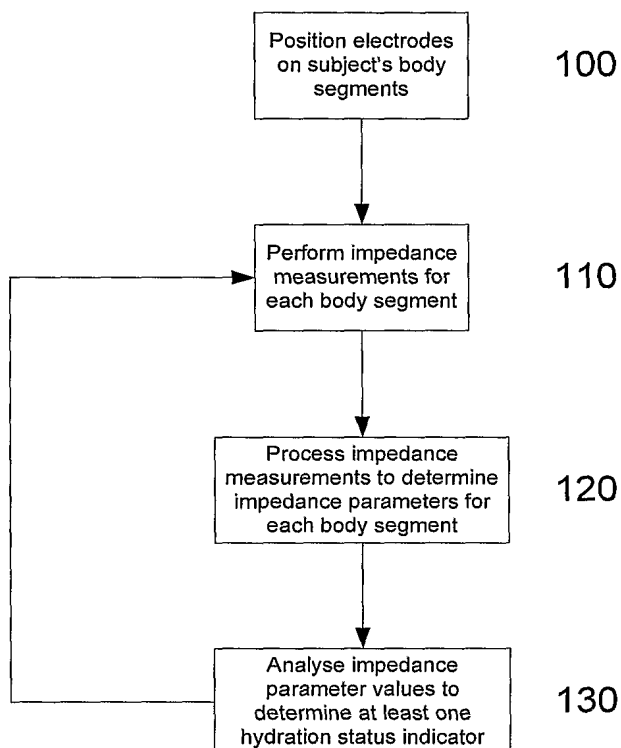 Position electrodes
on subject's body
segments
100
Perform impedance
measurements for
each body segment
110
Process impedance
measurements to determine
impedance parameters for
each body segment
120
Analyse impedance
parameter values to
determine at least one
hydration status indicator
130